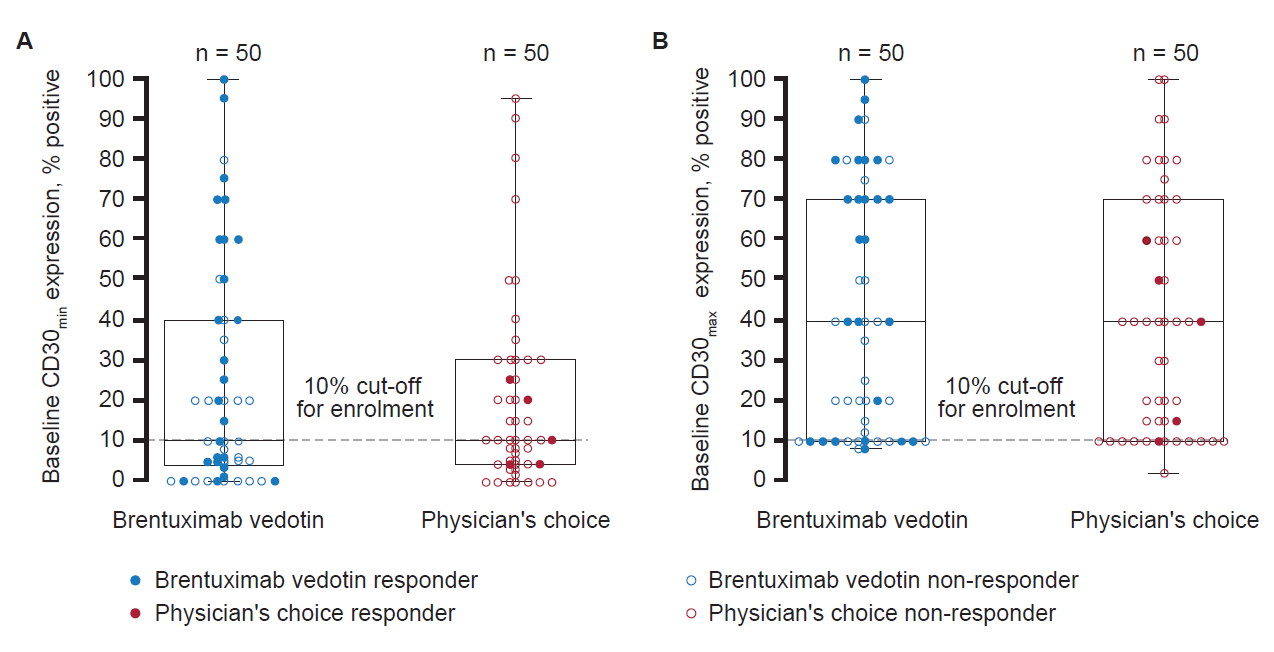 A
n = 50
n = 50
Baseline CD30min expression, % positive
100
90
80
70
60
50
40
30
20
10
0
10% cut-off
for enrolment
Brentuximab vedotin
Physician's choice
B
n = 50
n = 50
Baseline CD30max expression, % positive
100
90
80
70
60
50
40
30
20
10
0
10% cut-off
for enrolment
Brentuximab vedotin
Physician's choice
Brentuximab vedotin responder
Physician's choice responder
Brentuximab vedotin non-responder
Physician's choice non-responder